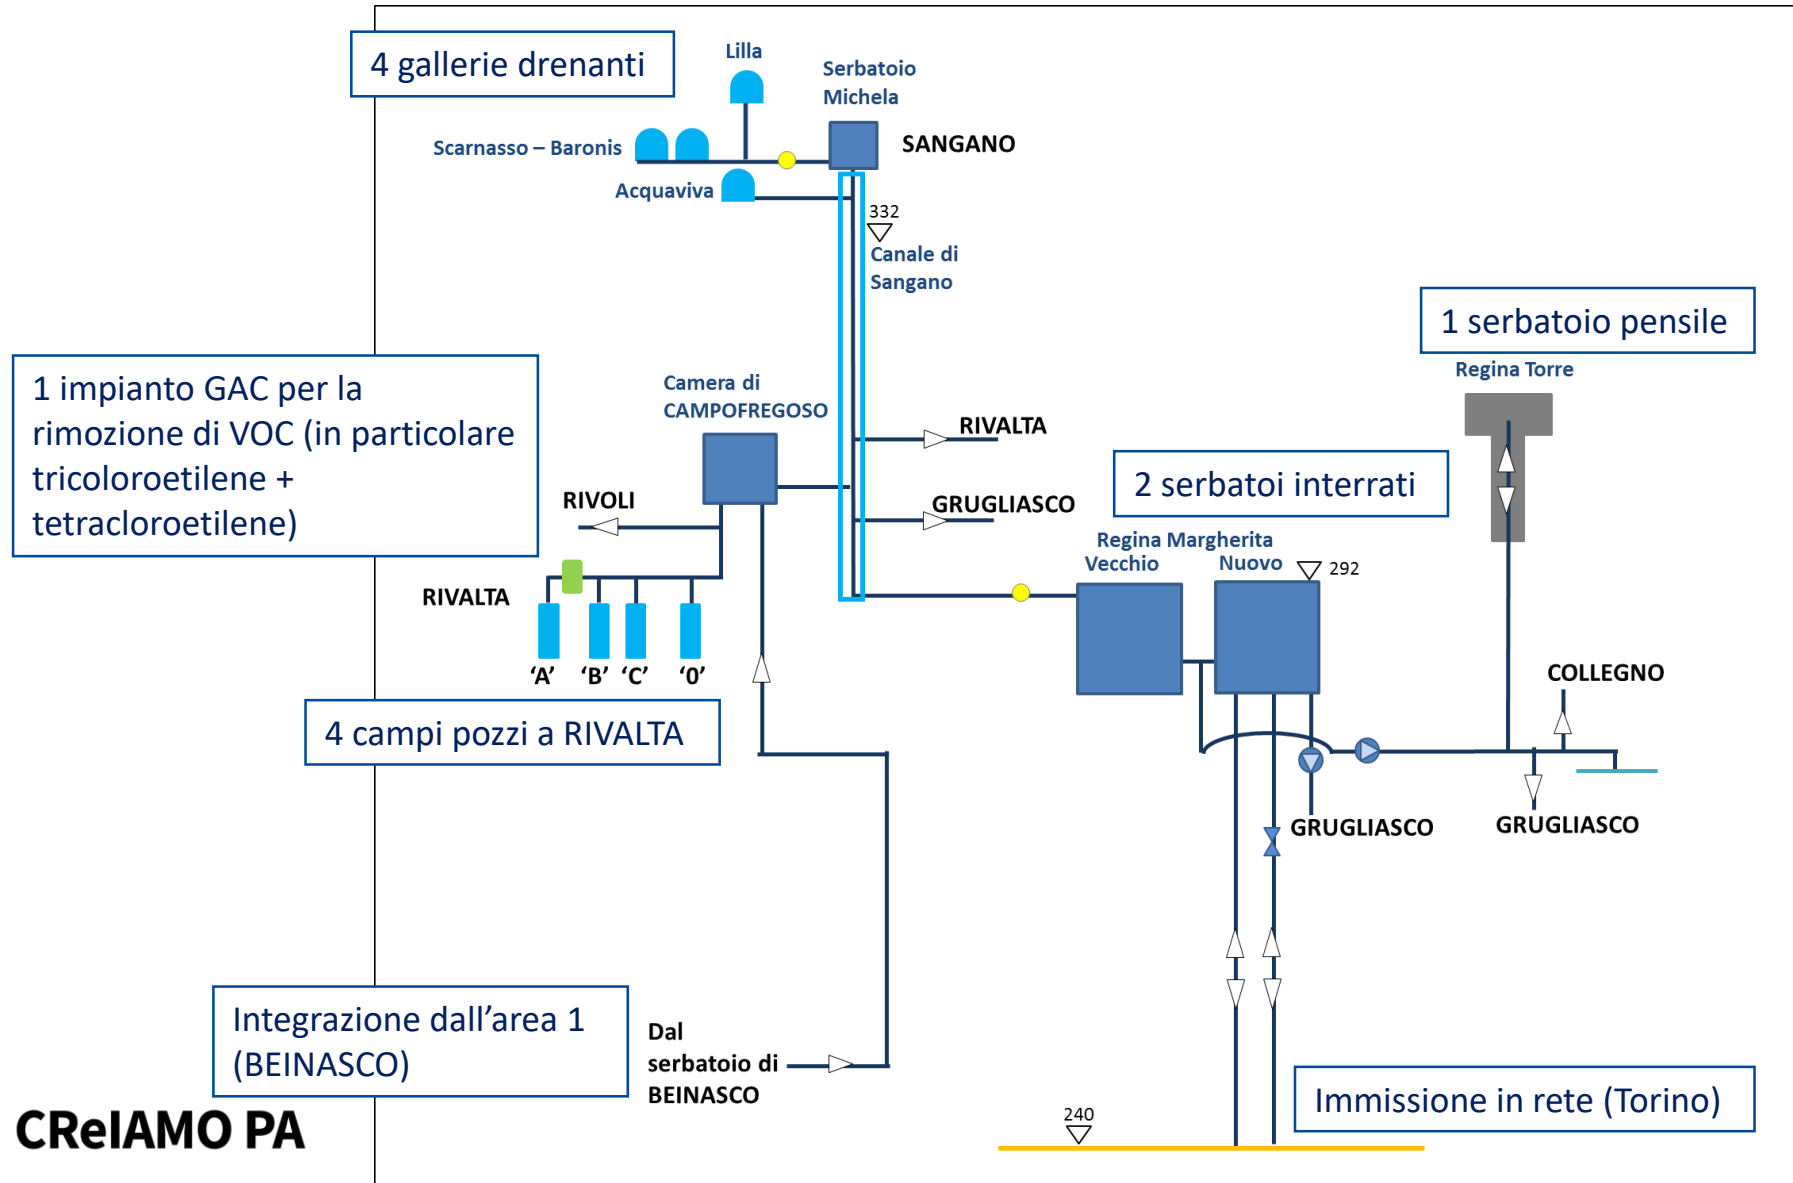 4 gallerie drenanti
Lilla
Serbatoio
Michela
Scarnasso – Baronis
SANGANO
Acquaviva
332
Canale di
Sangano
1 serbatoio pensile
Regina Torre
1 impianto GAC per la
rimozione di VOC (in particolare
tricoloroetilene +
tetracloroetilene)
Camera di
CAMPOFREGOSO
RIVALTA
2 serbatoi interrati
RIVOLI
GRUGLIASCO
Regina Margherita
Vecchio
Nuovo
292
RIVALTA
‘A’
‘B’
‘C’
‘0’
COLLEGNO
4 campi pozzi a RIVALTA
GRUGLIASCO
GRUGLIASCO
Integrazione dall’area 1
(BEINASCO)
Dal
serbatoio di
BEINASCO
Immissione in rete (Torino)
240
CReIAMO PA